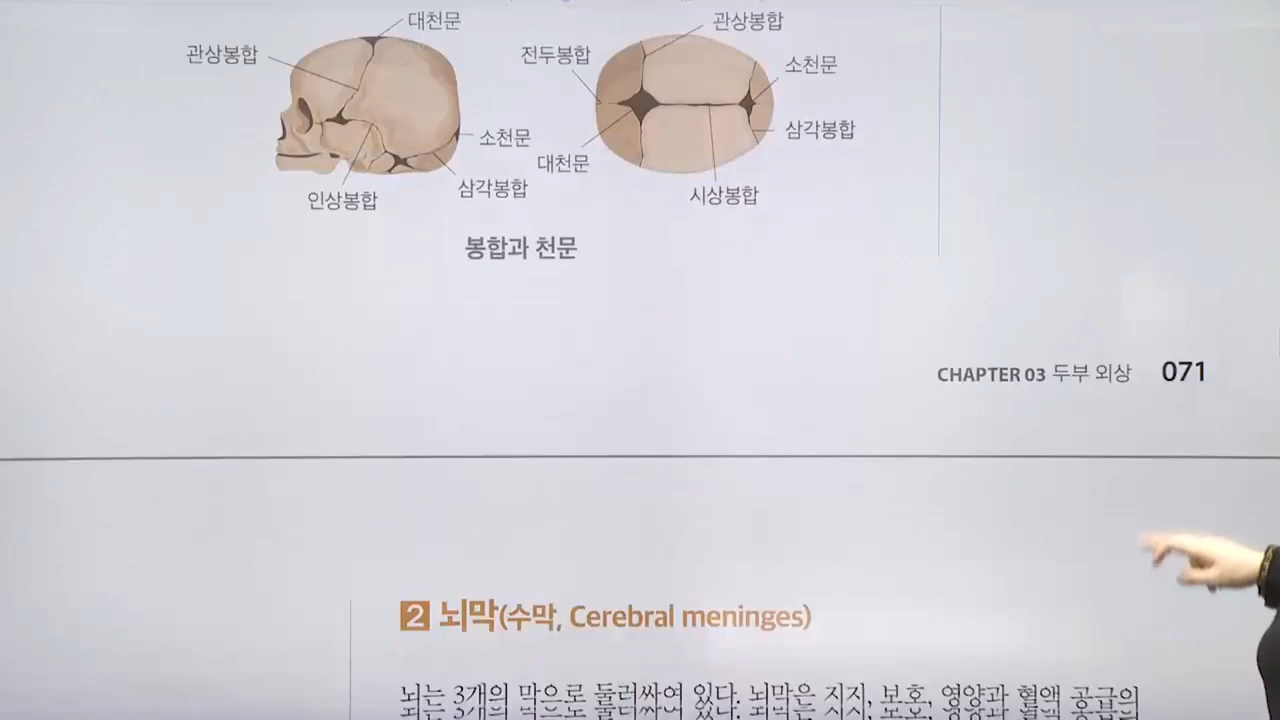 대천문
관상봉합
소천문
삼각봉합
인상봉합
관상봉합
전두봉합
소천문
삼각봉합
대천문
시상봉합
봉합과 천문
CHAPTER 03 두부 외상 071
2 뇌막(수막, Cerebral meninges)
뇌는 3개의 막으로 둘러싸여 있다. 뇌막은 지지, 보호, 영양과 혈액 공급의